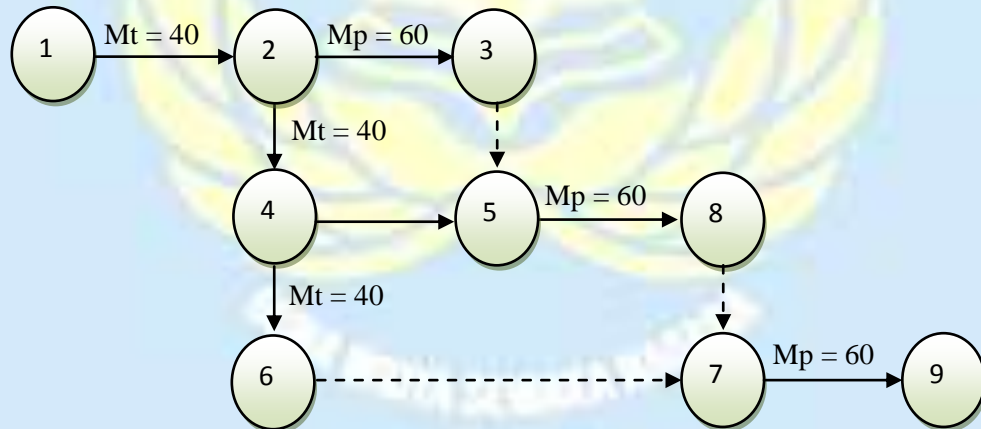 1 Mt = 40 2 Mp = 60 3
Mt = 40
4 5 Mp = 60 8
Mt = 40
6 7 Mp = 60 9